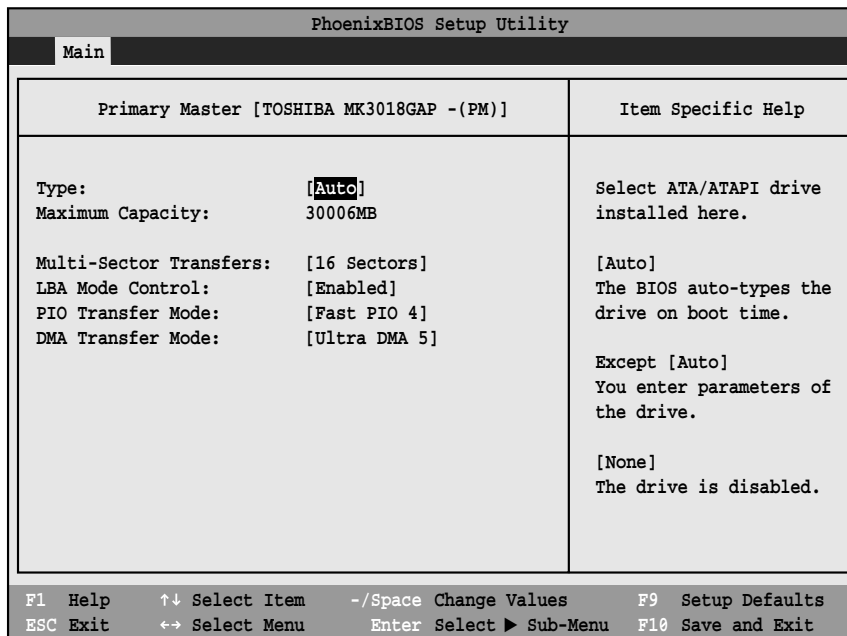 PhoenixBIOS Setup Utility
Main
Primary Master [TOSHIBA MK3018GAP -(PM)]
Item Specific Help
Type: [Auto]
Maximum Capacity: 30006MB
Multi-Sector Transfers: [16 Sectors]
LBA Mode Control: [Enabled]
PIO Transfer Mode: [Fast PIO 4]
DMA Transfer Mode: [Ultra DMA 5]
Select ATA/ATAPI drive
installed here.
[Auto]
The BIOS auto-types the
drive on boot time.
Except [Auto]
You enter parameters of
the drive.
[None]
The drive is disabled.
F1 Help ↑↓ Select Item -/Space Change Values F9 Setup Defaults
ESC Exit ←→ Select Menu Enter Select ▶ Sub-Menu F10 Save and Exit